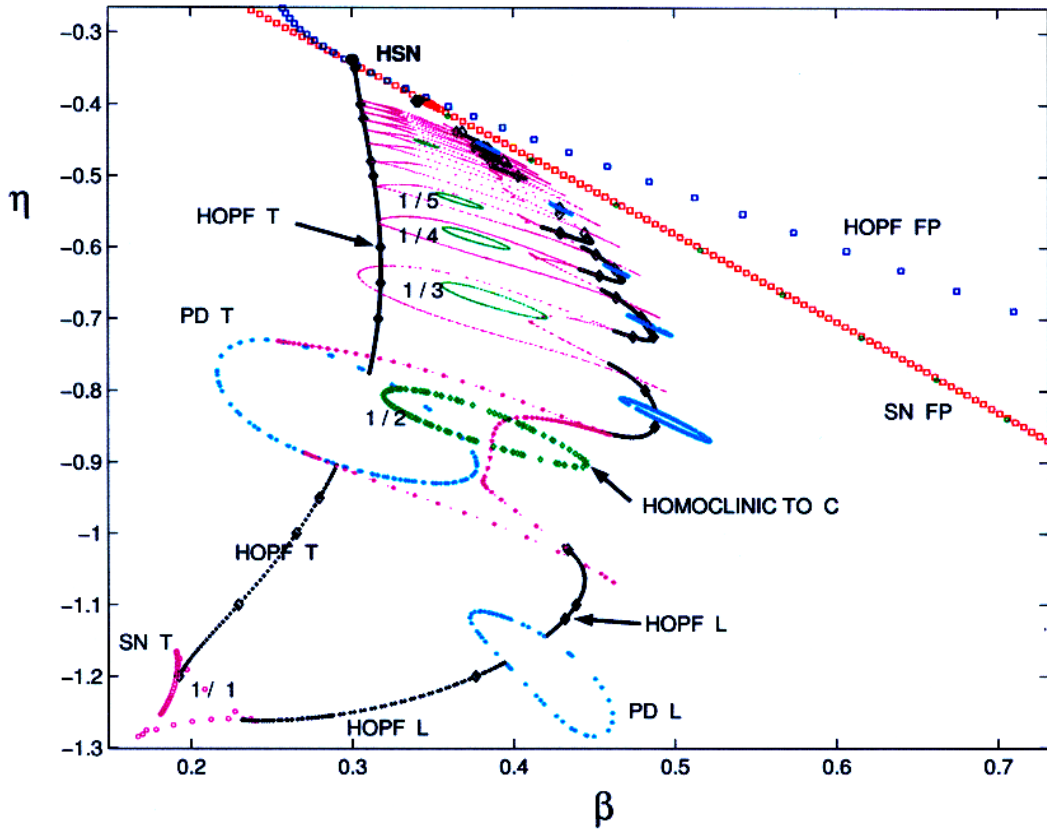 −0.3
HSN
−0.4
−0.5
η
1 / 5
HOPF T
HOPF FP
−0.6
1 / 4
1 / 3
−0.7
PD T
−0.8
1 / 2
SN FP
−0.9
HOMOCLINIC TO C
−1
HOPF T
−1.1
HOPF L
SN T
−1.2
1 / 1
PD L
HOPF L
−1.3
0.2
0.3
0.4
0.5
0.6
0.7
β